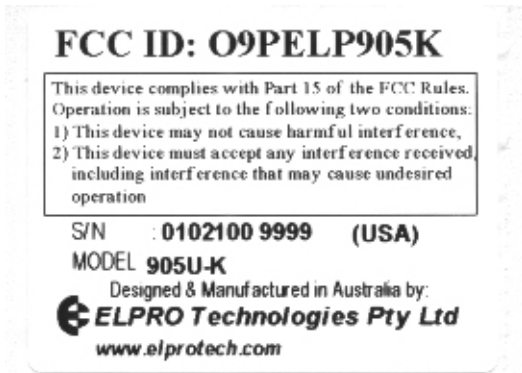 FCC ID: O9PELP905K
This device complies with Part 15 of the FCC Rules.
Operation is subject to the following two conditions:
1) This device may not cause harmful interference,
2) This device must accept any interference received,
including interference that may cause undesired
operation
S/N : 0102100 9999 (USA)
MODEL 905U-K
Designed & Manufactured in Australia by:
ELPRO Technologies Pty Ltd
www.elprotech.com